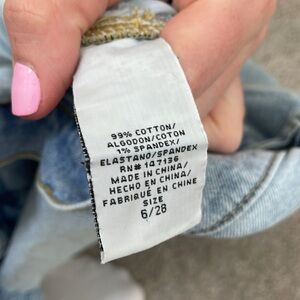 99% COTTON/
ALGODON/COTON
1% SPANDEX/
ELASTANO/SPANDEX
RN# 147136
MADE IN CHINA/
HECHO EN CHINA/
FABRIQUÉ EN CHINE
SIZE
6/28